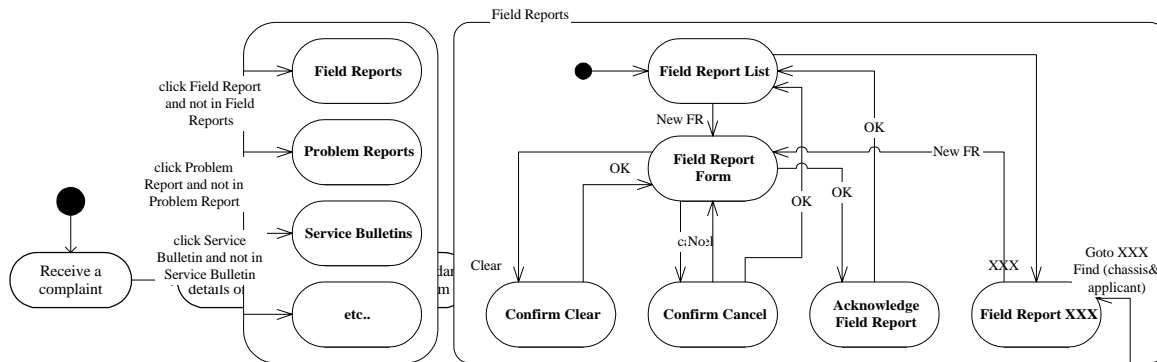 Field Reports
Field Reports
click Field Report
and not in Field
Reports
Problem Reports
click Problem
Report and not in
Problem Report
Service Bulletins
click Service
Bulletin and not in
Service Bulletin
etc..
Receive a
complaint
details
Field Report List
New FR
OK
Field Report
Form
New FR
OK
OK
OK
Clear
No
XXX
Goto XXX
Find (chassis&
applicant)
Confirm Clear
Confirm Cancel
Acknowledge
Field Report
Field Report XXX